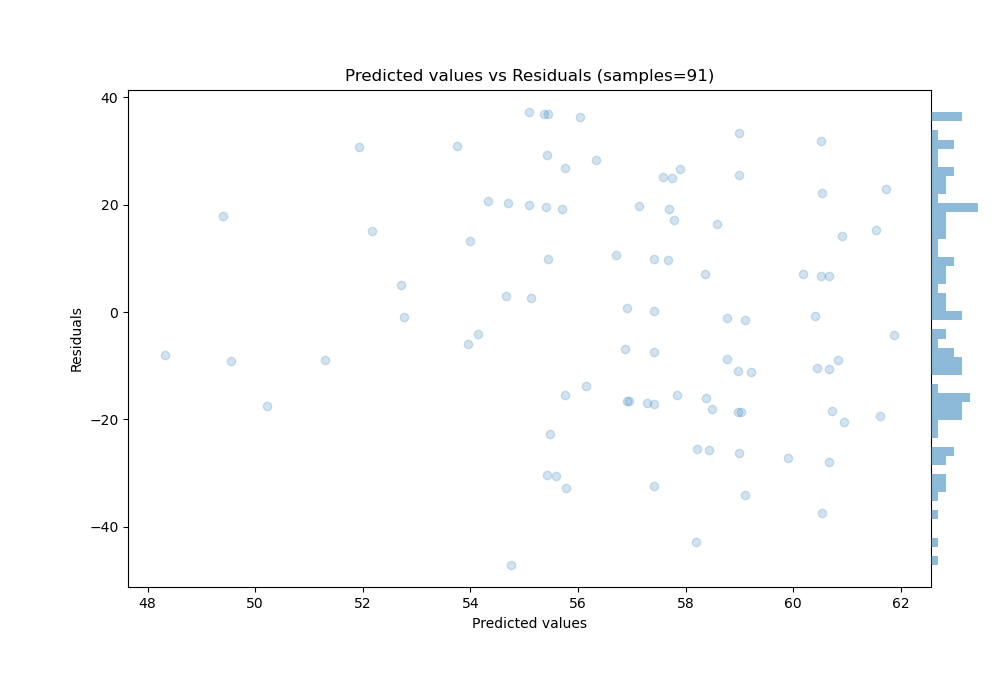 Predicted values vs Residuals (samples=91)
40
20
0
−20
−40
Residuals
48 50 52 54 56 58 60 62
Predicted values